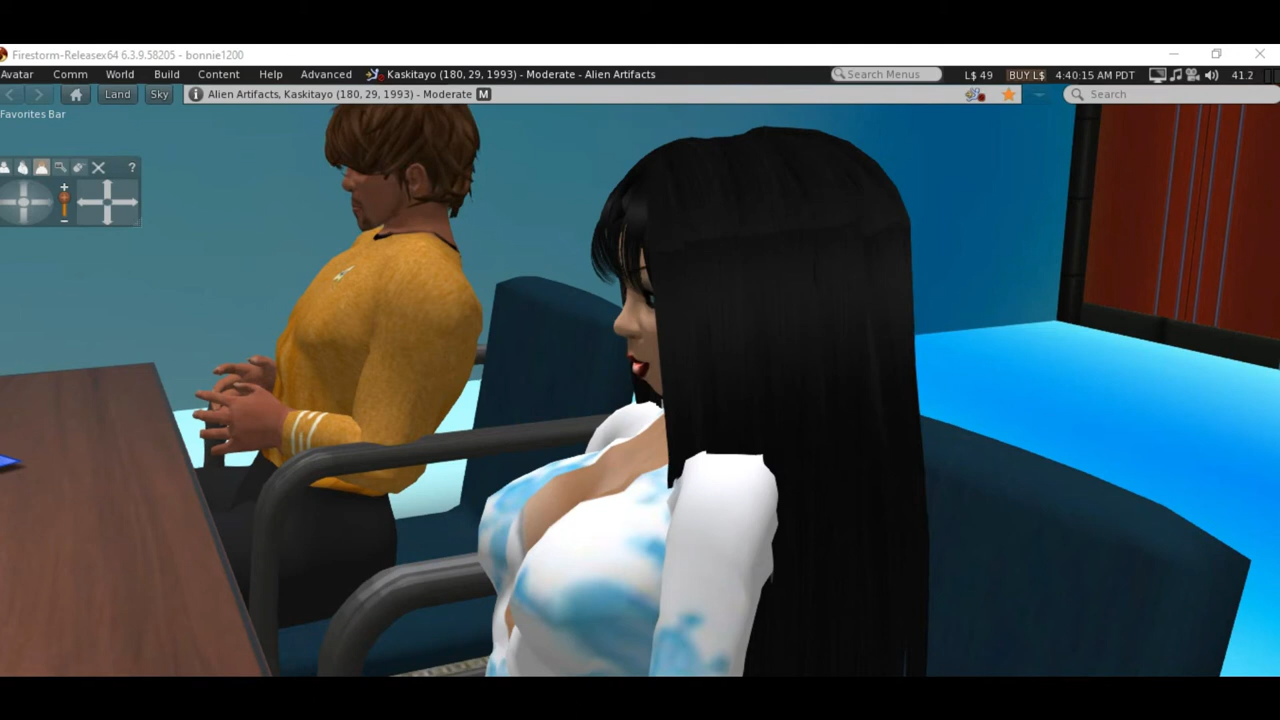 Firestorm-Releasex64 6.3.9.58205 - bonnie1200
Avatar Comm World Build Content Help Advanced Kaskitayo (180, 29, 1993) - Moderate - Alien Artifacts Search Menus L$ 49 BUY L$ 4:40:15 AM PDT 41.2
Land Sky Alien Artifacts, Kaskitayo (180, 29, 1993) - Moderate M Search
Favorites Bar
?